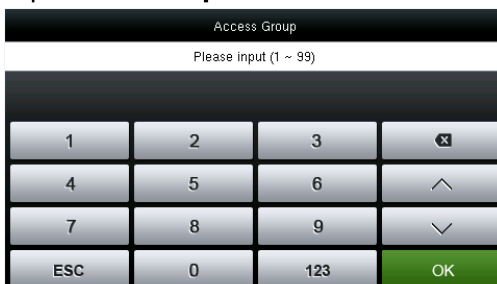 Access Group
Please input (1 ~ 99)
1 2 3
4 5 6
7 8 9
ESC 0 123 OK